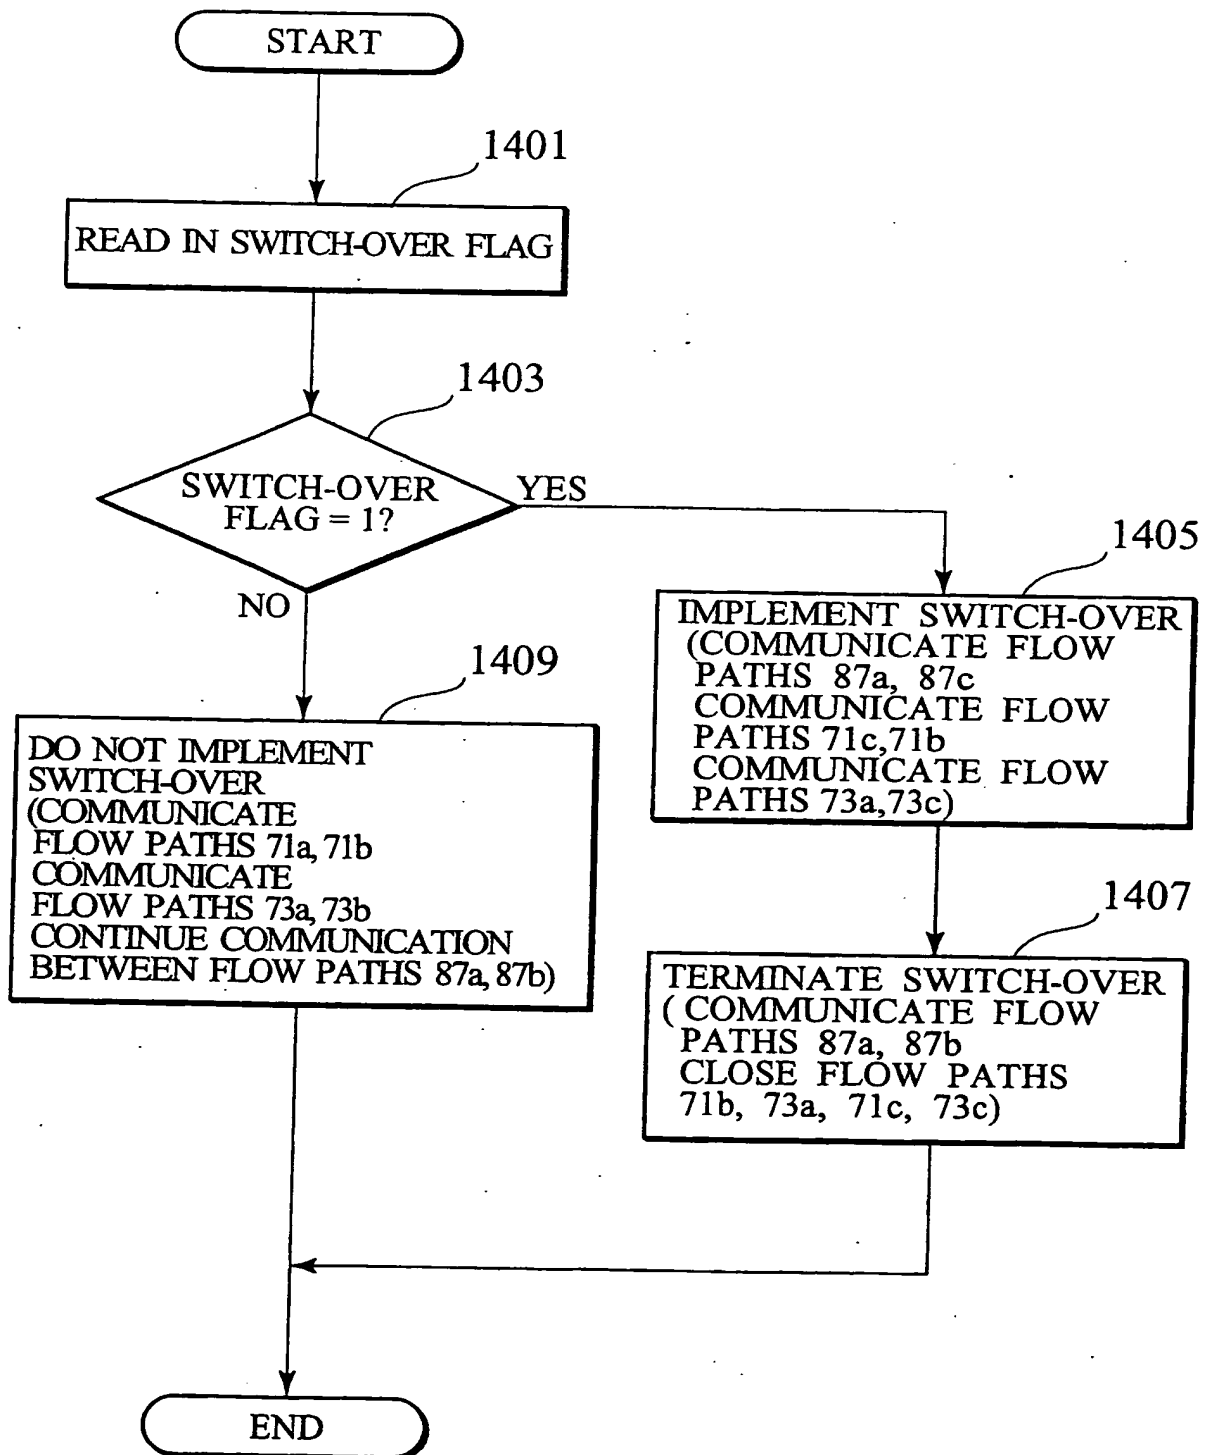 START
1401
READ IN SWITCH-OVER FLAG
1403
SWITCH-OVER
FLAG = 1?
YES
NO
1405
IMPLEMENT SWITCH-OVER
(COMMUNICATE FLOW
PATHS 87a, 87c
COMMUNICATE FLOW
PATHS 71c,71b
COMMUNICATE FLOW
PATHS 73a,73c)
1409
DO NOT IMPLEMENT
SWITCH-OVER
(COMMUNICATE
FLOW PATHS 71a, 71b
COMMUNICATE
FLOW PATHS 73a, 73b
CONTINUE COMMUNICATION
BETWEEN FLOW PATHS 87a, 87b)
1407
TERMINATE SWITCH-OVER
( COMMUNICATE FLOW
PATHS 87a, 87b
CLOSE FLOW PATHS
71b, 73a, 71c, 73c)
END